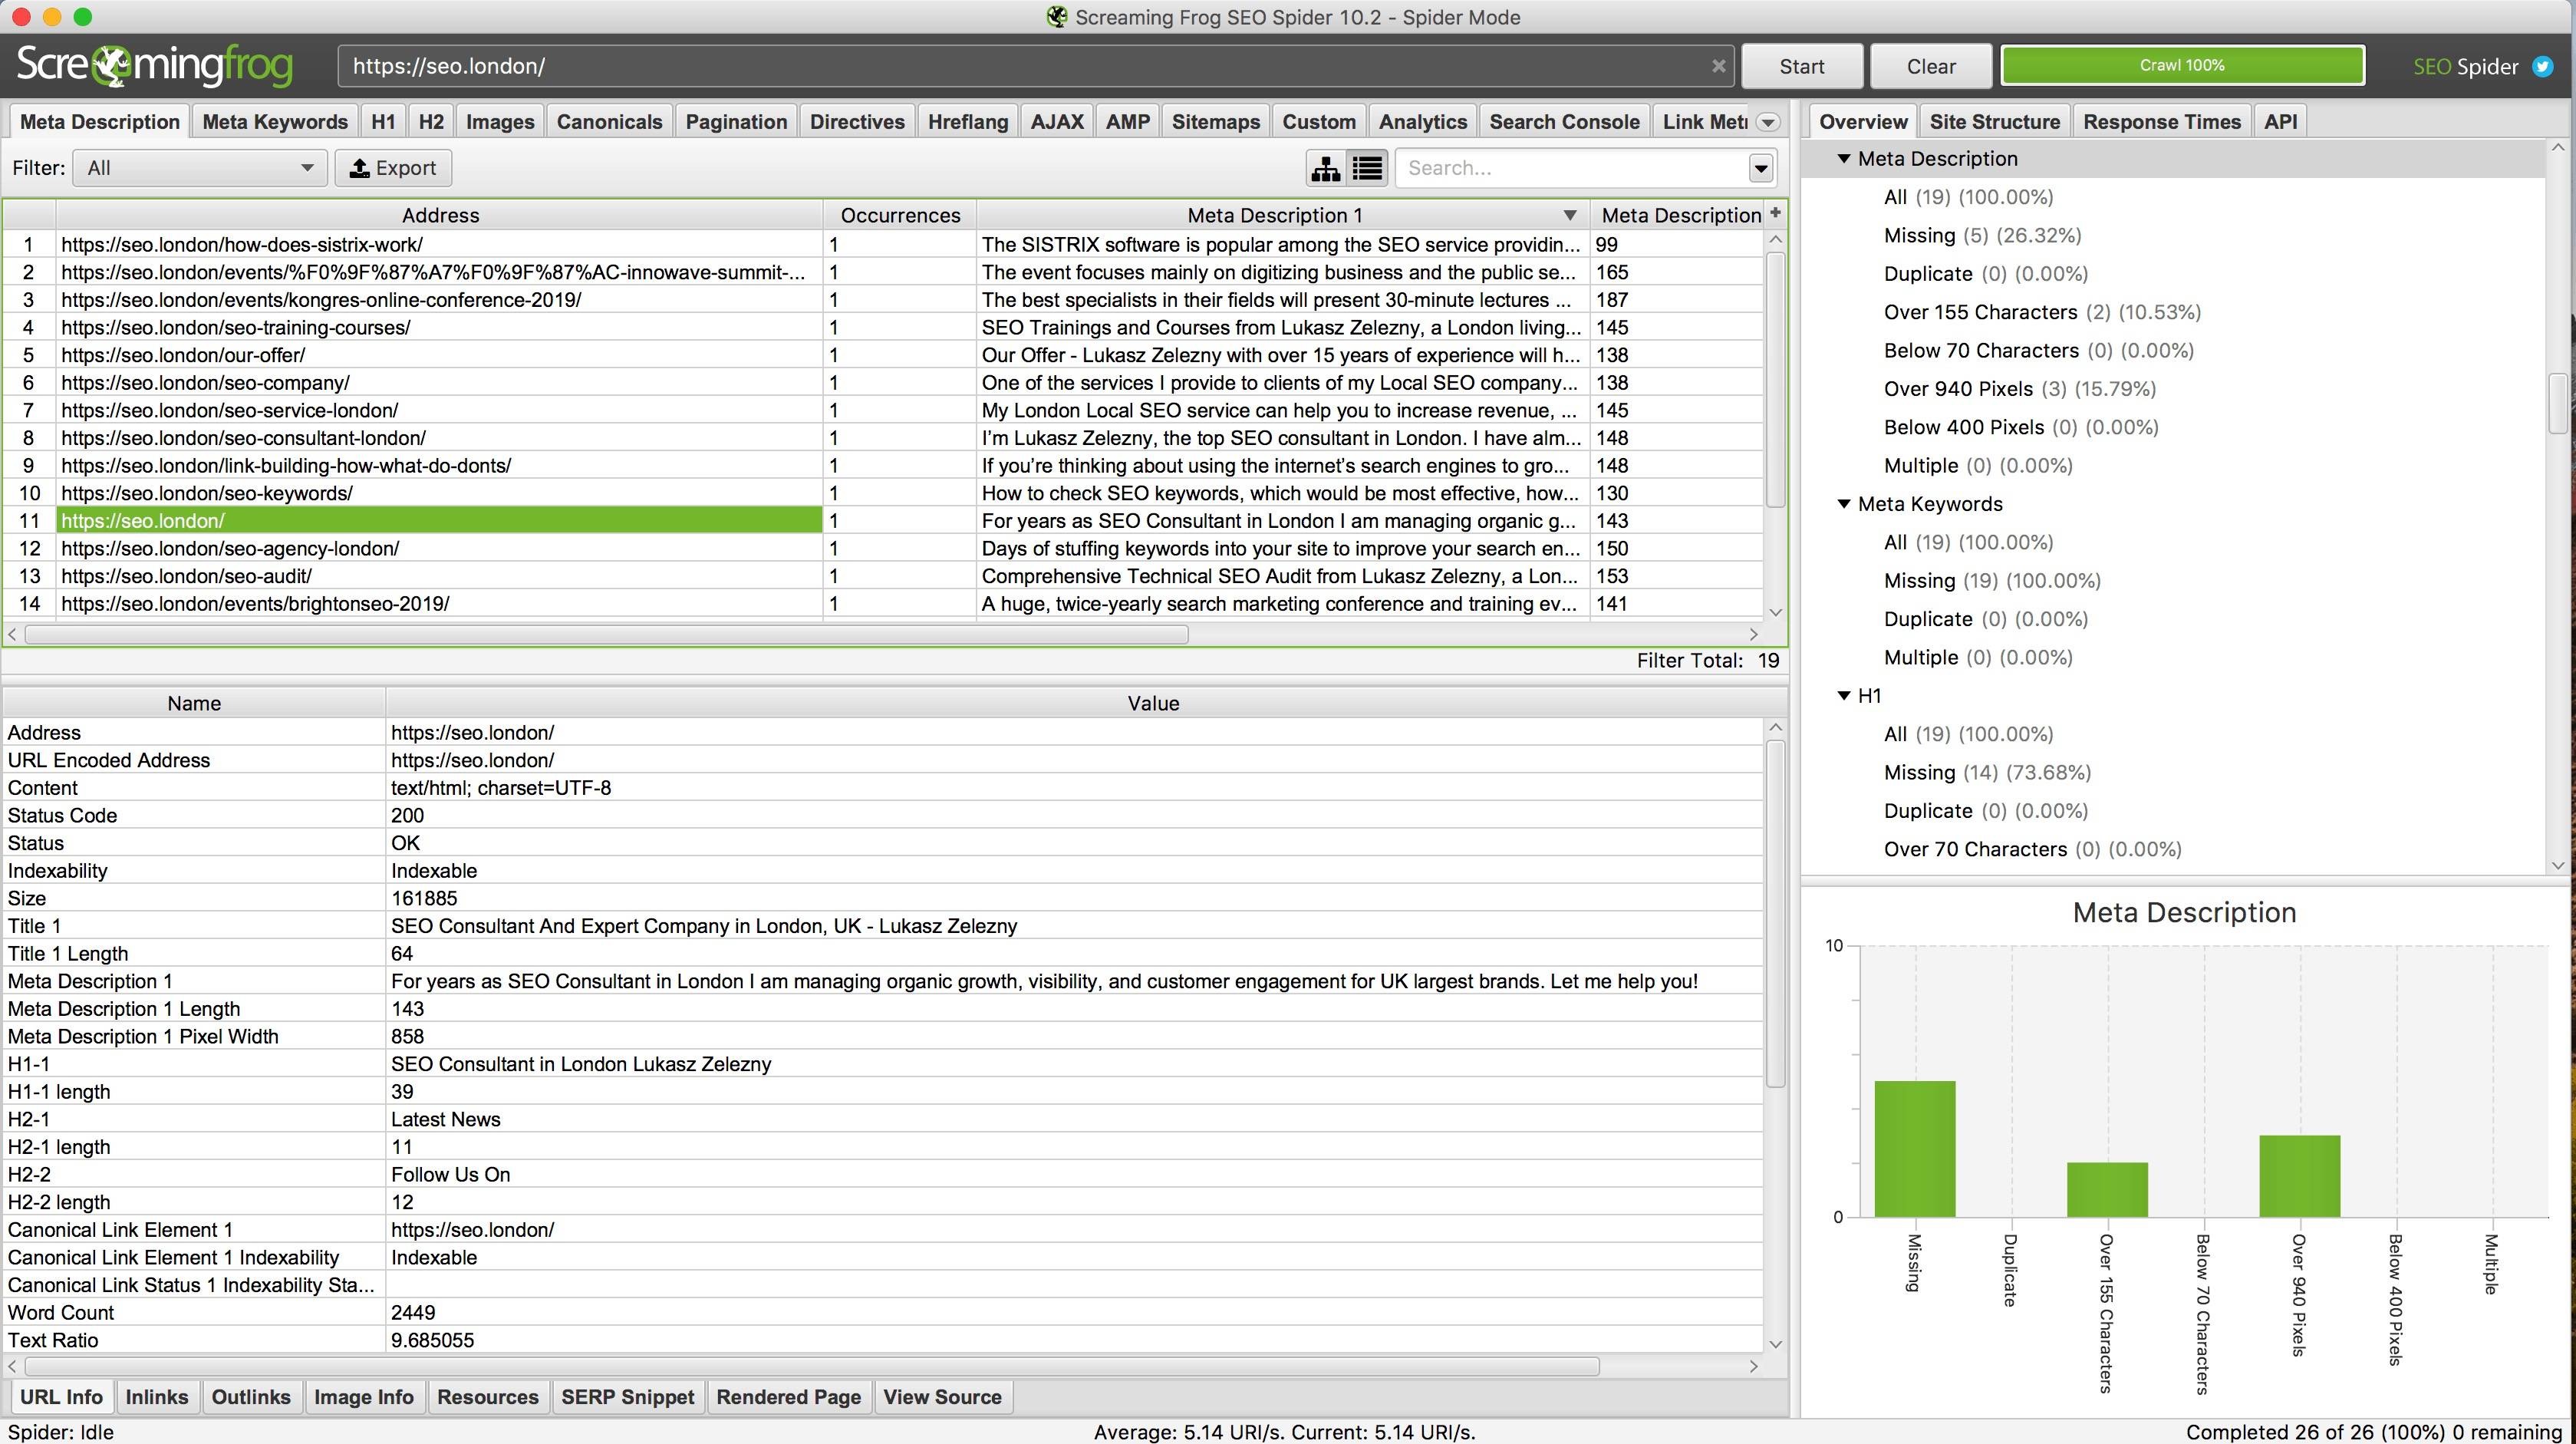 Screaming Frog SEO Spider 10.2 - Spider Mode
Screamingfrog https://seo.london/ Start Clear Crawl 100% SEO Spider
Meta Description Meta Keywords H1 H2 Images Canonicals Pagination Directives Hreflang AJAX AMP Sitemaps Custom Analytics Search Console Link Metr
Filter: All Export Search...
Address Occurrences Meta Description 1 Meta Description +
1 https://seo.london/how-does-sistrix-work/ 1 The SISTRIX software is popular among the SEO service providin... 99
2 https://seo.london/events/%F0%9F%87%A7%F0%9F%87%AC-innowave-summit-... 1 The event focuses mainly on digitizing business and the public se... 165
3 https://seo.london/events/kongres-online-conference-2019/ 1 The best specialists in their fields will present 30-minute lectures ... 187
4 https://seo.london/seo-training-courses/ 1 SEO Trainings and Courses from Lukasz Zelezny, a London living... 145
5 https://seo.london/our-offer/ 1 Our Offer - Lukasz Zelezny with over 15 years of experience will h... 138
6 https://seo.london/seo-company/ 1 One of the services I provide to clients of my Local SEO company... 138
7 https://seo.london/seo-service-london/ 1 My London Local SEO service can help you to increase revenue, ... 145
8 https://seo.london/seo-consultant-london/ 1 I’m Lukasz Zelezny, the top SEO consultant in London. I have alm... 148
9 https://seo.london/link-building-how-what-do-donts/ 1 If you’re thinking about using the internet’s search engines to gro... 148
10 https://seo.london/seo-keywords/ 1 How to check SEO keywords, which would be most effective, how... 130
11 https://seo.london/ 1 For years as SEO Consultant in London I am managing organic g... 143
12 https://seo.london/seo-agency-london/ 1 Days of stuffing keywords into your site to improve your search en... 150
13 https://seo.london/seo-audit/ 1 Comprehensive Technical SEO Audit from Lukasz Zelezny, a Lon... 153
14 https://seo.london/events/brightonseo-2019/ 1 A huge, twice-yearly search marketing conference and training ev... 141
Filter Total: 19
Name Value
Address https://seo.london/
URL Encoded Address https://seo.london/
Content text/html; charset=UTF-8
Status Code 200
Status OK
Indexability Indexable
Size 161885
Title 1 SEO Consultant And Expert Company in London, UK - Lukasz Zelezny
Title 1 Length 64
Meta Description 1 For years as SEO Consultant in London I am managing organic growth, visibility, and customer engagement for UK largest brands. Let me help you!
Meta Description 1 Length 143
Meta Description 1 Pixel Width 858
H1-1 SEO Consultant in London Lukasz Zelezny
H1-1 length 39
H2-1 Latest News
H2-1 length 11
H2-2 Follow Us On
H2-2 length 12
Canonical Link Element 1 https://seo.london/
Canonical Link Element 1 Indexability Indexable
Canonical Link Status 1 Indexability Sta...
Word Count 2449
Text Ratio 9.685055
URL Info Inlinks Outlinks Image Info Resources SERP Snippet Rendered Page View Source
Overview Site Structure Response Times API
Meta Description
All (19) (100.00%)
Missing (5) (26.32%)
Duplicate (0) (0.00%)
Over 155 Characters (2) (10.53%)
Below 70 Characters (0) (0.00%)
Over 940 Pixels (3) (15.79%)
Below 400 Pixels (0) (0.00%)
Multiple (0) (0.00%)
Meta Keywords
All (19) (100.00%)
Missing (19) (100.00%)
Duplicate (0) (0.00%)
Multiple (0) (0.00%)
H1
All (19) (100.00%)
Missing (14) (73.68%)
Duplicate (0) (0.00%)
Over 70 Characters (0) (0.00%)
Meta Description
10
0
Missing
Duplicate
Over 155 Characters
Below 70 Characters
Over 940 Pixels
Below 400 Pixels
Multiple
Spider: Idle Average: 5.14 URI/s. Current: 5.14 URI/s. Completed 26 of 26 (100%) 0 remaining